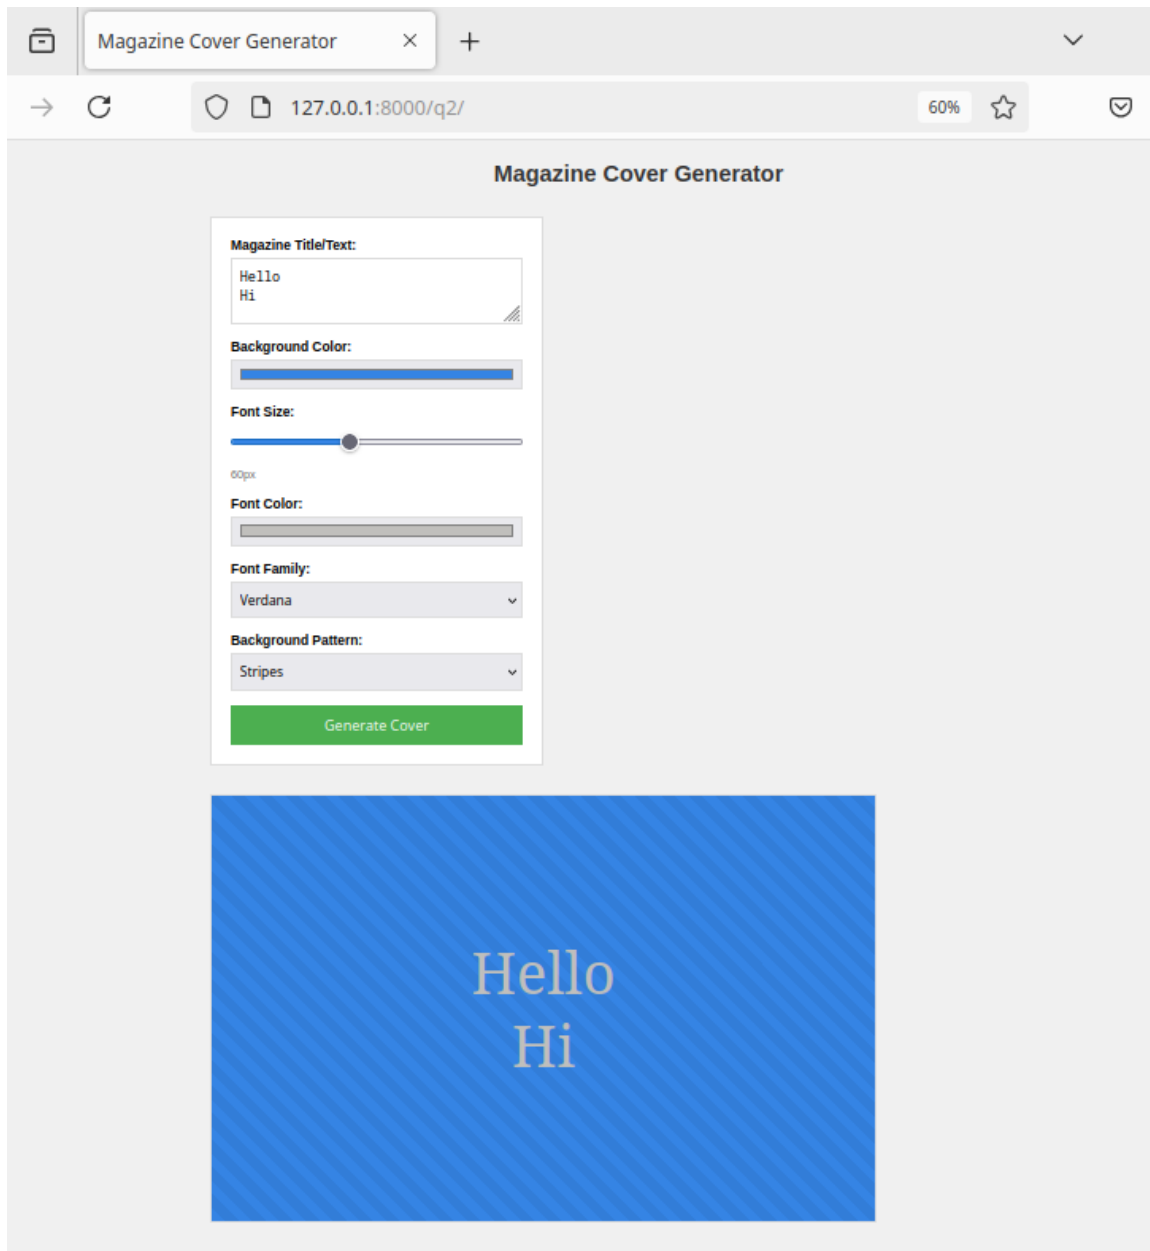 Magazine Cover Generator
127.0.0.1:8000/q2/
60%
Magazine Cover Generator
Magazine Title/Text:
Hello
Hi
Background Color:
Font Size:
60px
Font Color:
Font Family:
Verdana
Background Pattern:
Stripes
Generate Cover
Hello
Hi